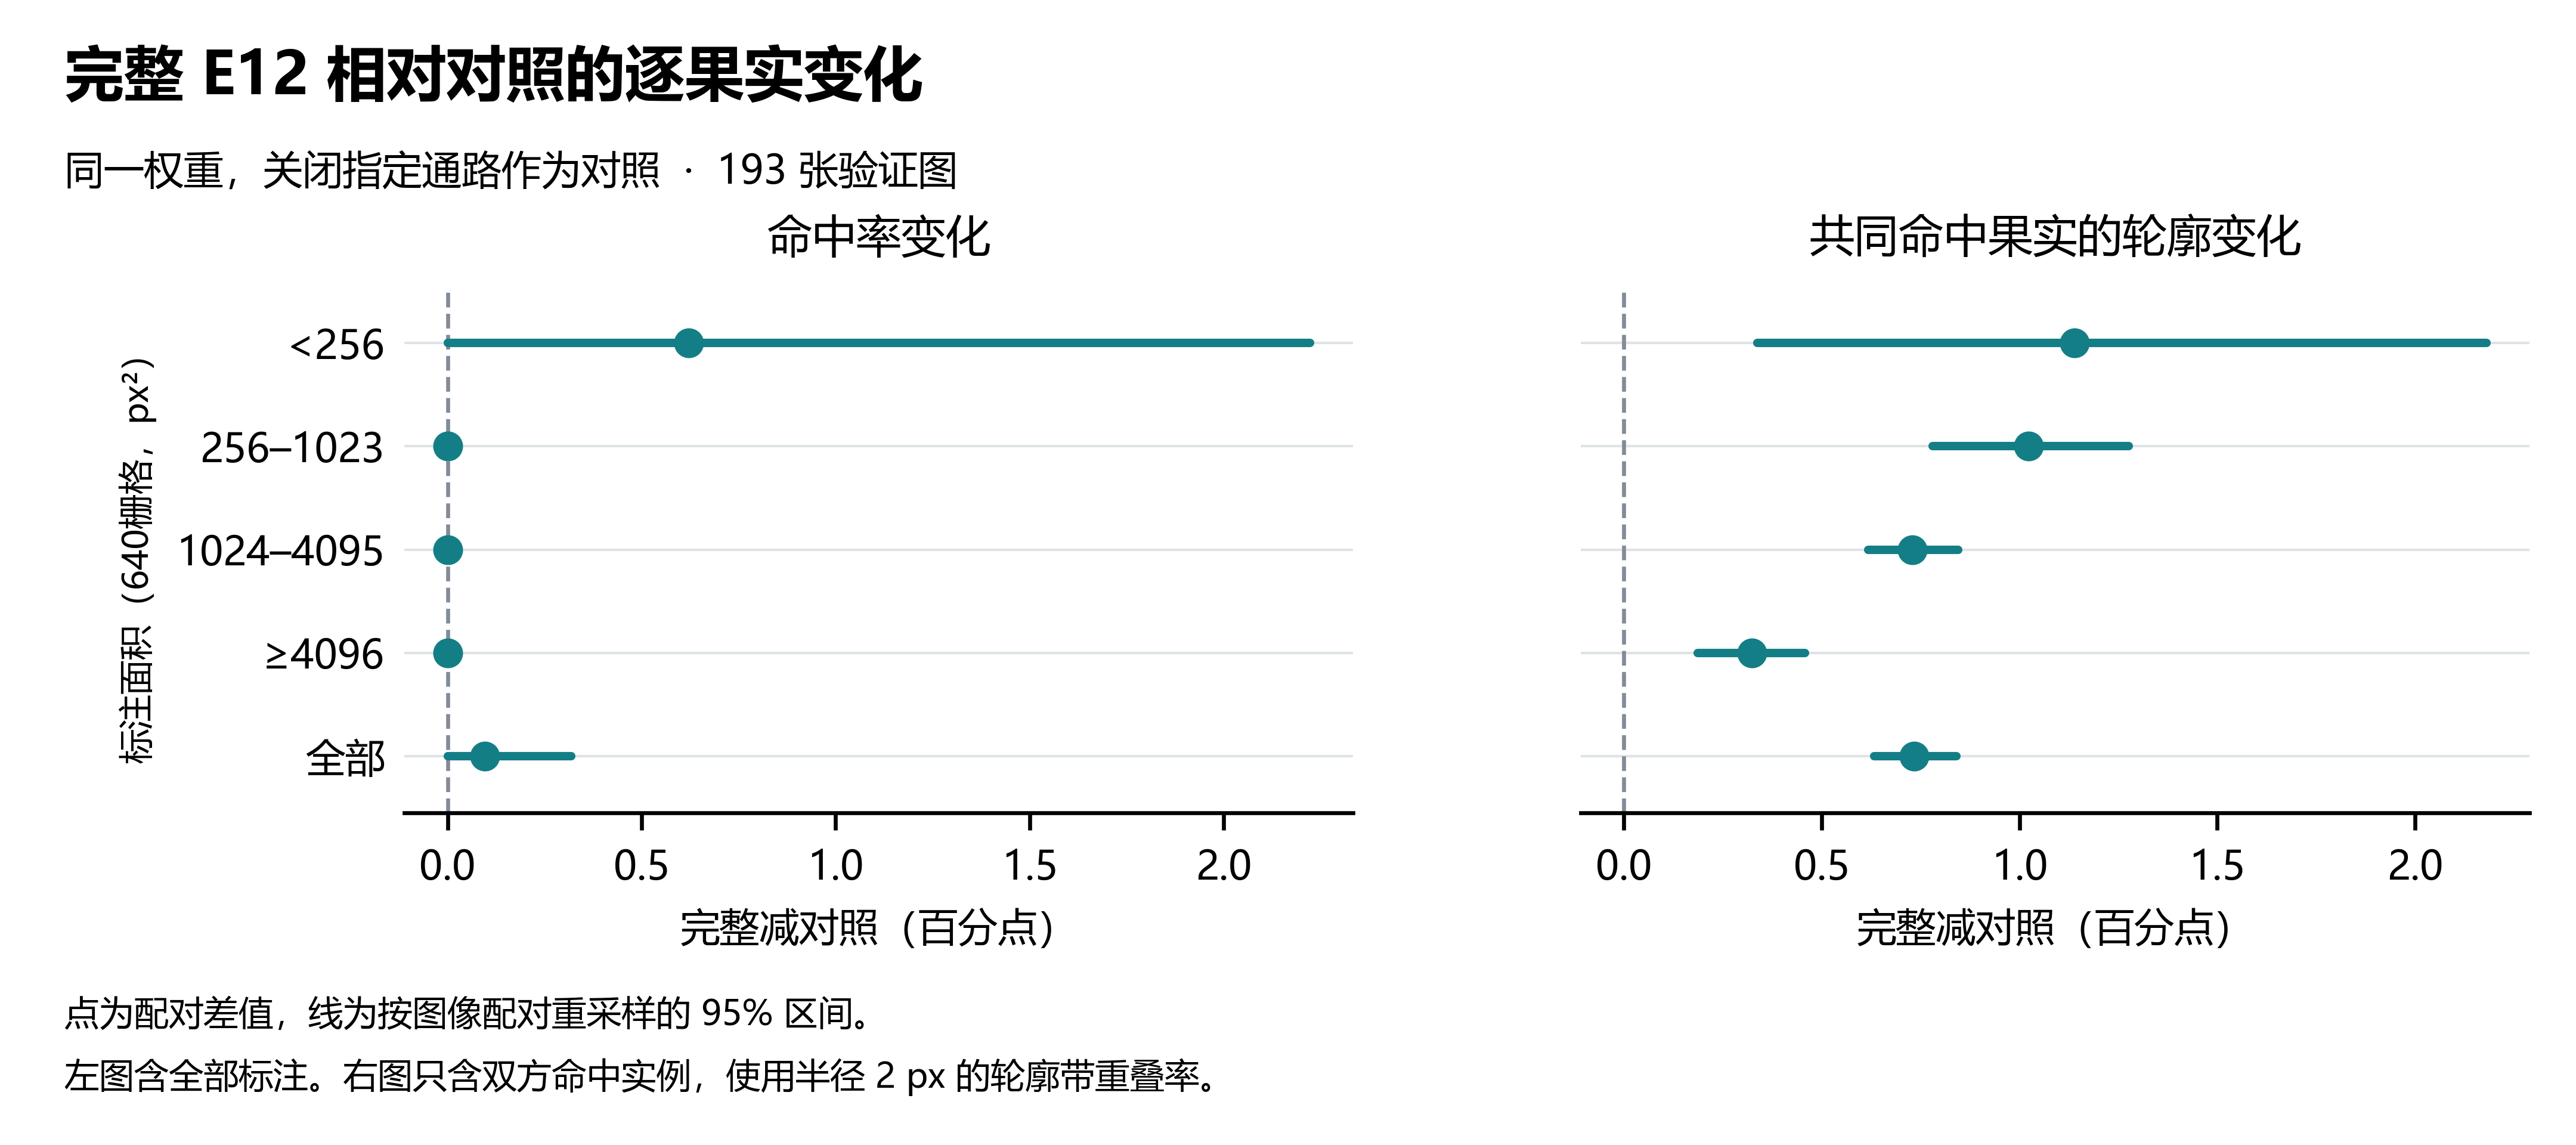 完整 E12 相对对照的逐果实变化
同一权重，关闭指定通路作为对照 · 193 张验证图
命中率变化
标注面积（640栅格，px²）
<256
256–1023
1024–4095
≥4096
全部
0.0 0.5 1.0 1.5 2.0
完整减对照（百分点）
共同命中果实的轮廓变化
0.0 0.5 1.0 1.5 2.0
完整减对照（百分点）
点为配对差值，线为按图像配对重采样的 95% 区间。
左图含全部标注。右图只含双方命中实例，使用半径 2 px 的轮廓带重叠率。